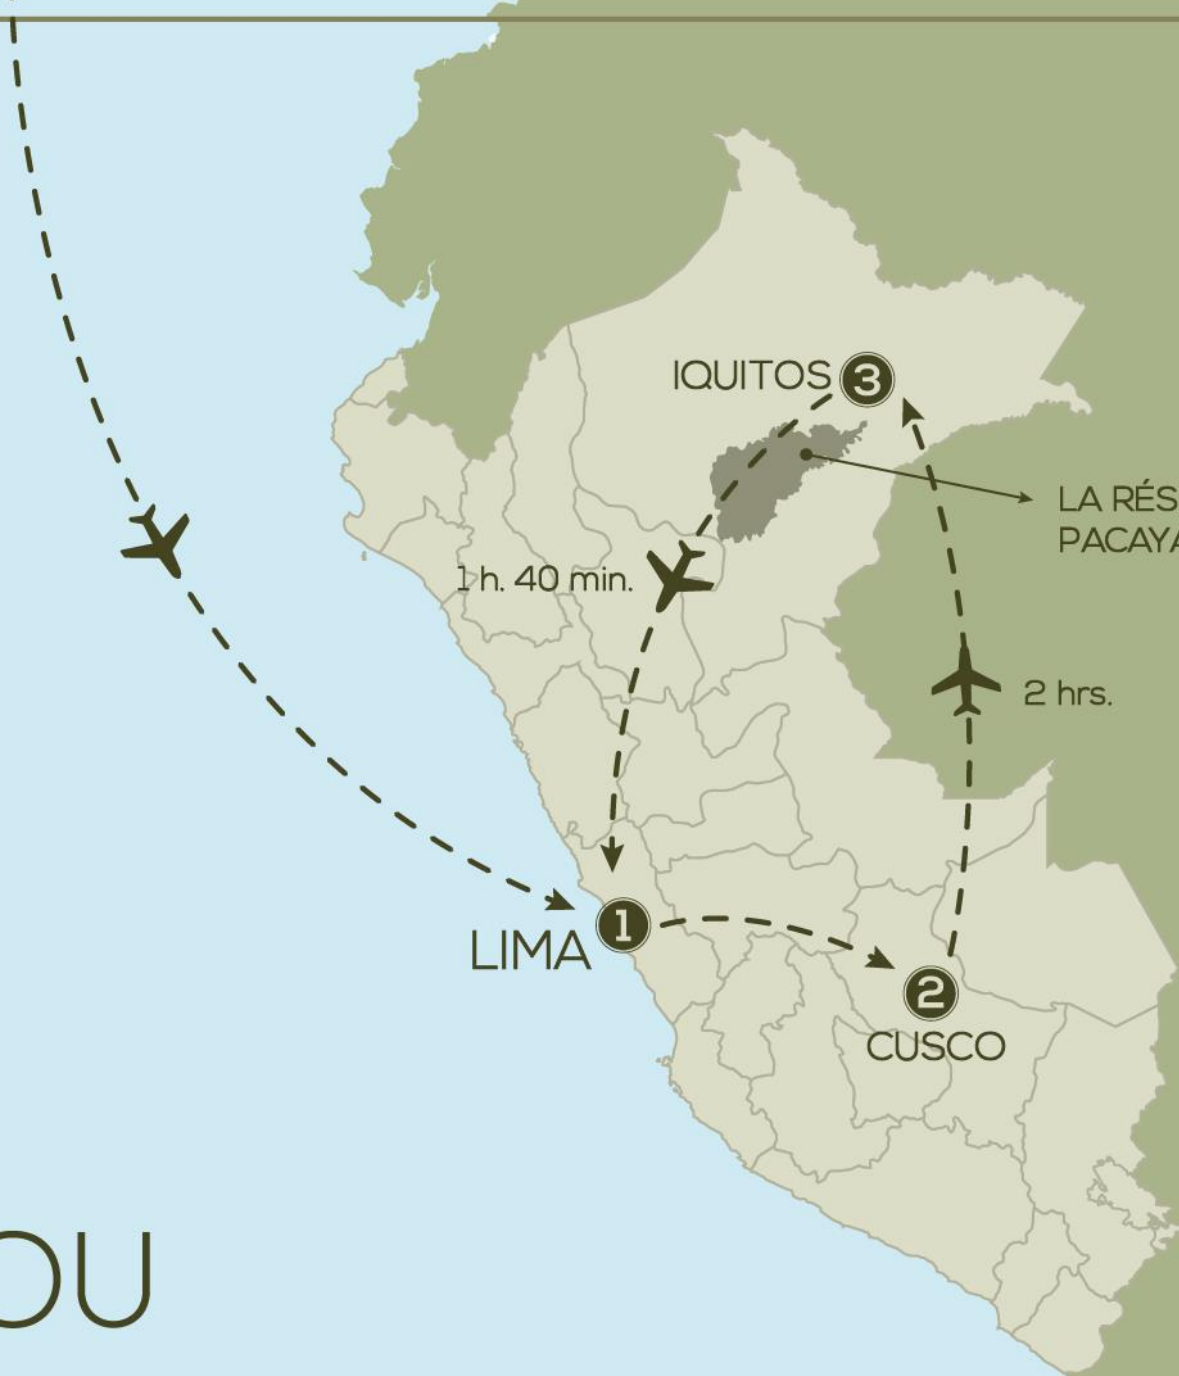 IQUITOS 3
LA RÉS
PACAYA
1 h. 40 min.
2 hrs.
1
LIMA
2
CUSCO
OU